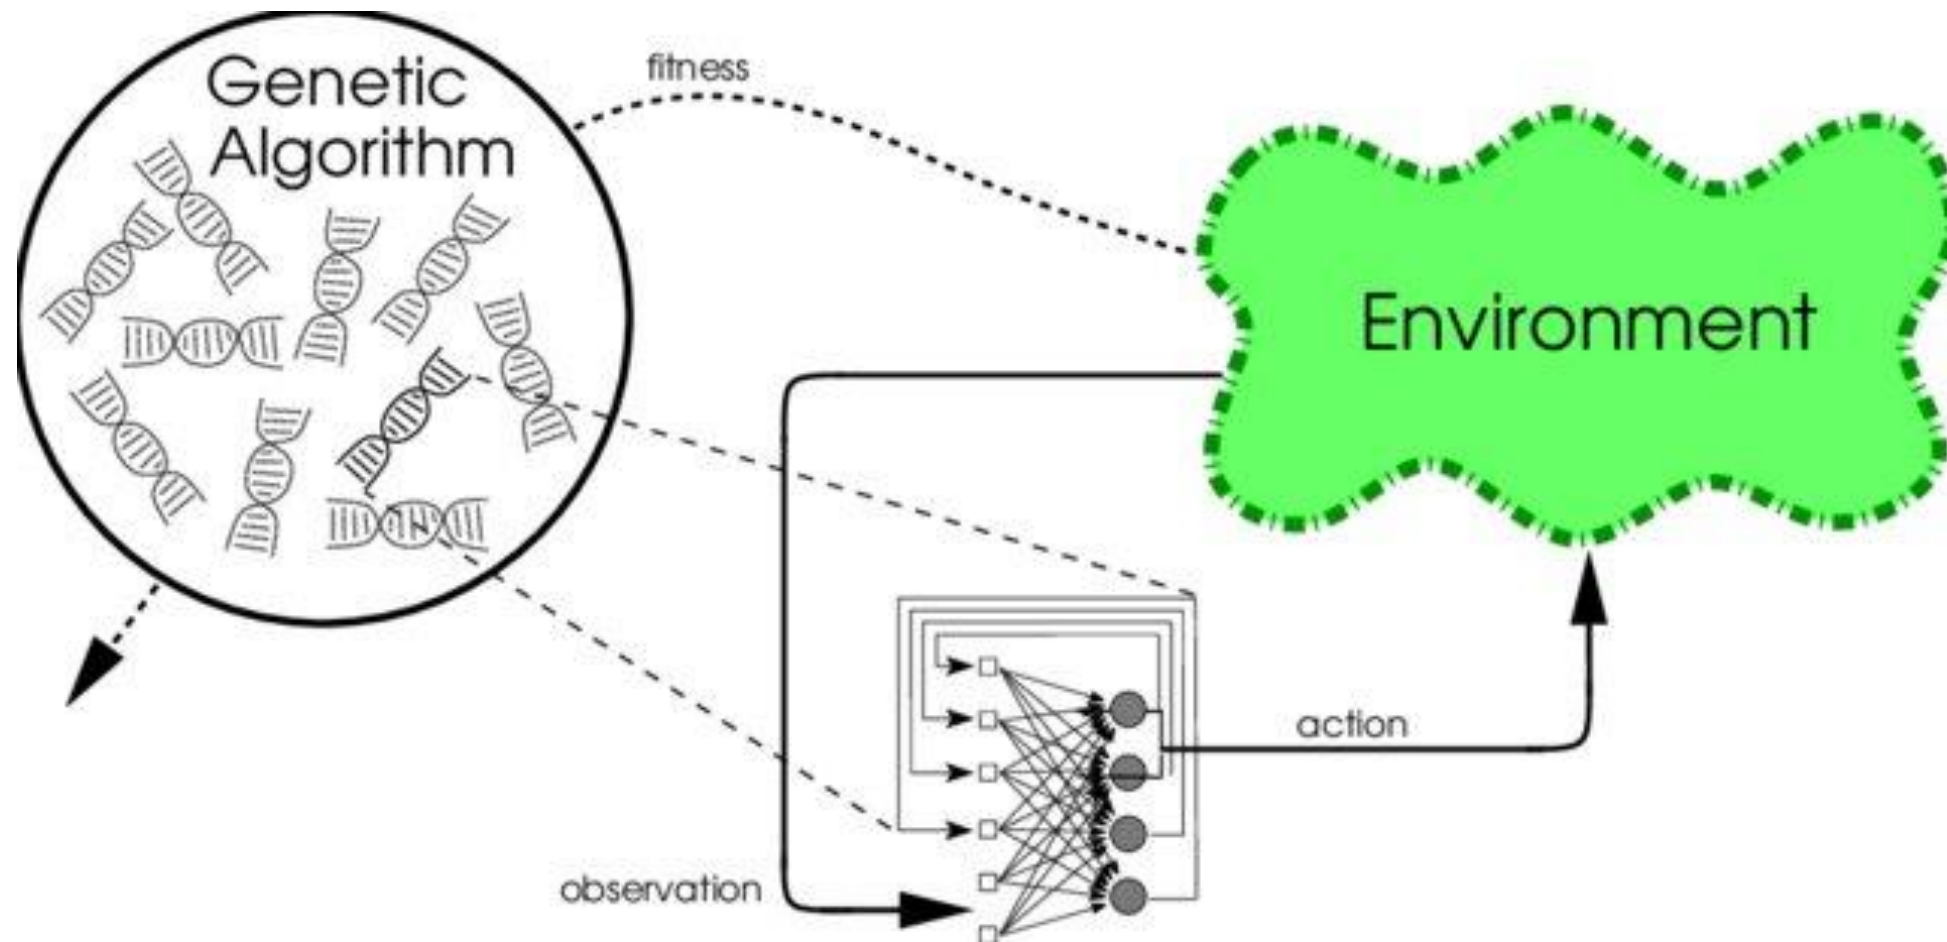 Genetic
Algorithm
fitness
Environment
action
observation